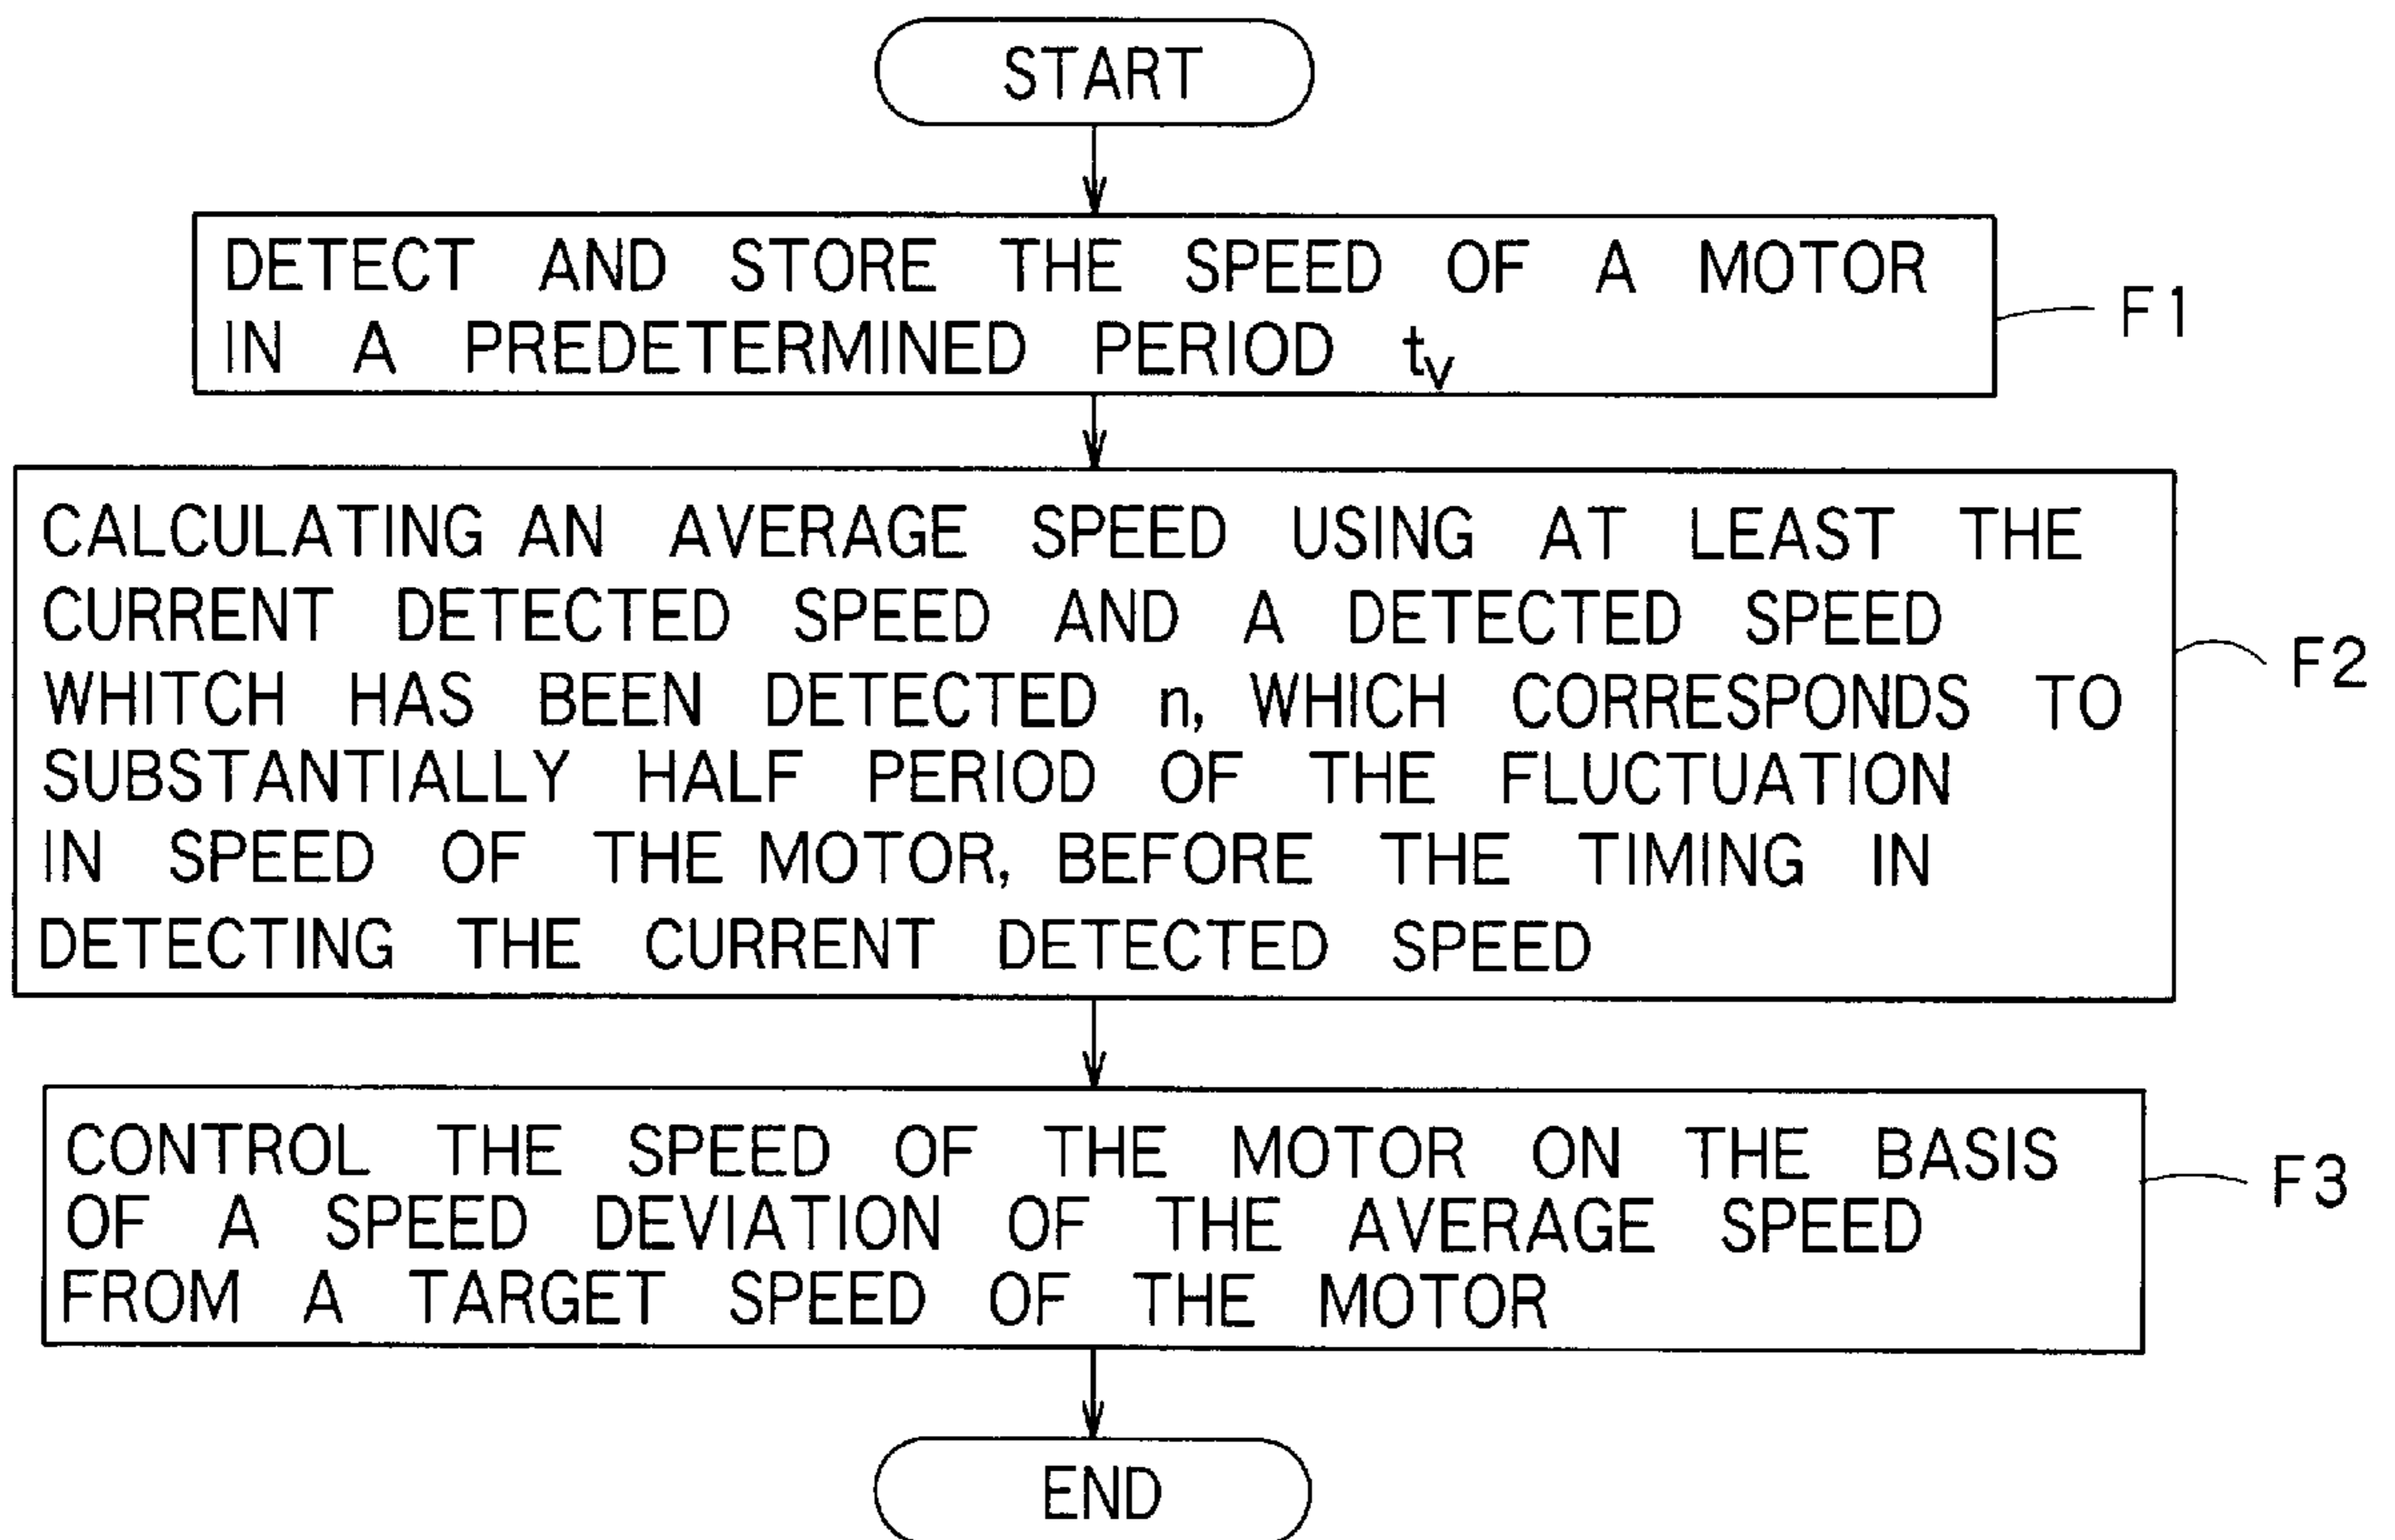 START
DETECT AND STORE THE SPEED OF A MOTOR
IN A PREDETERMINED PERIOD tv
F1
CALCULATING AN AVERAGE SPEED USING AT LEAST THE
CURRENT DETECTED SPEED AND A DETECTED SPEED
WHITCH HAS BEEN DETECTED n, WHICH CORRESPONDS TO
SUBSTANTIALLY HALF PERIOD OF THE FLUCTUATION
IN SPEED OF THE MOTOR, BEFORE THE TIMING IN
DETECTING THE CURRENT DETECTED SPEED
F2
CONTROL THE SPEED OF THE MOTOR ON THE BASIS
OF A SPEED DEVIATION OF THE AVERAGE SPEED
FROM A TARGET SPEED OF THE MOTOR
F3
END